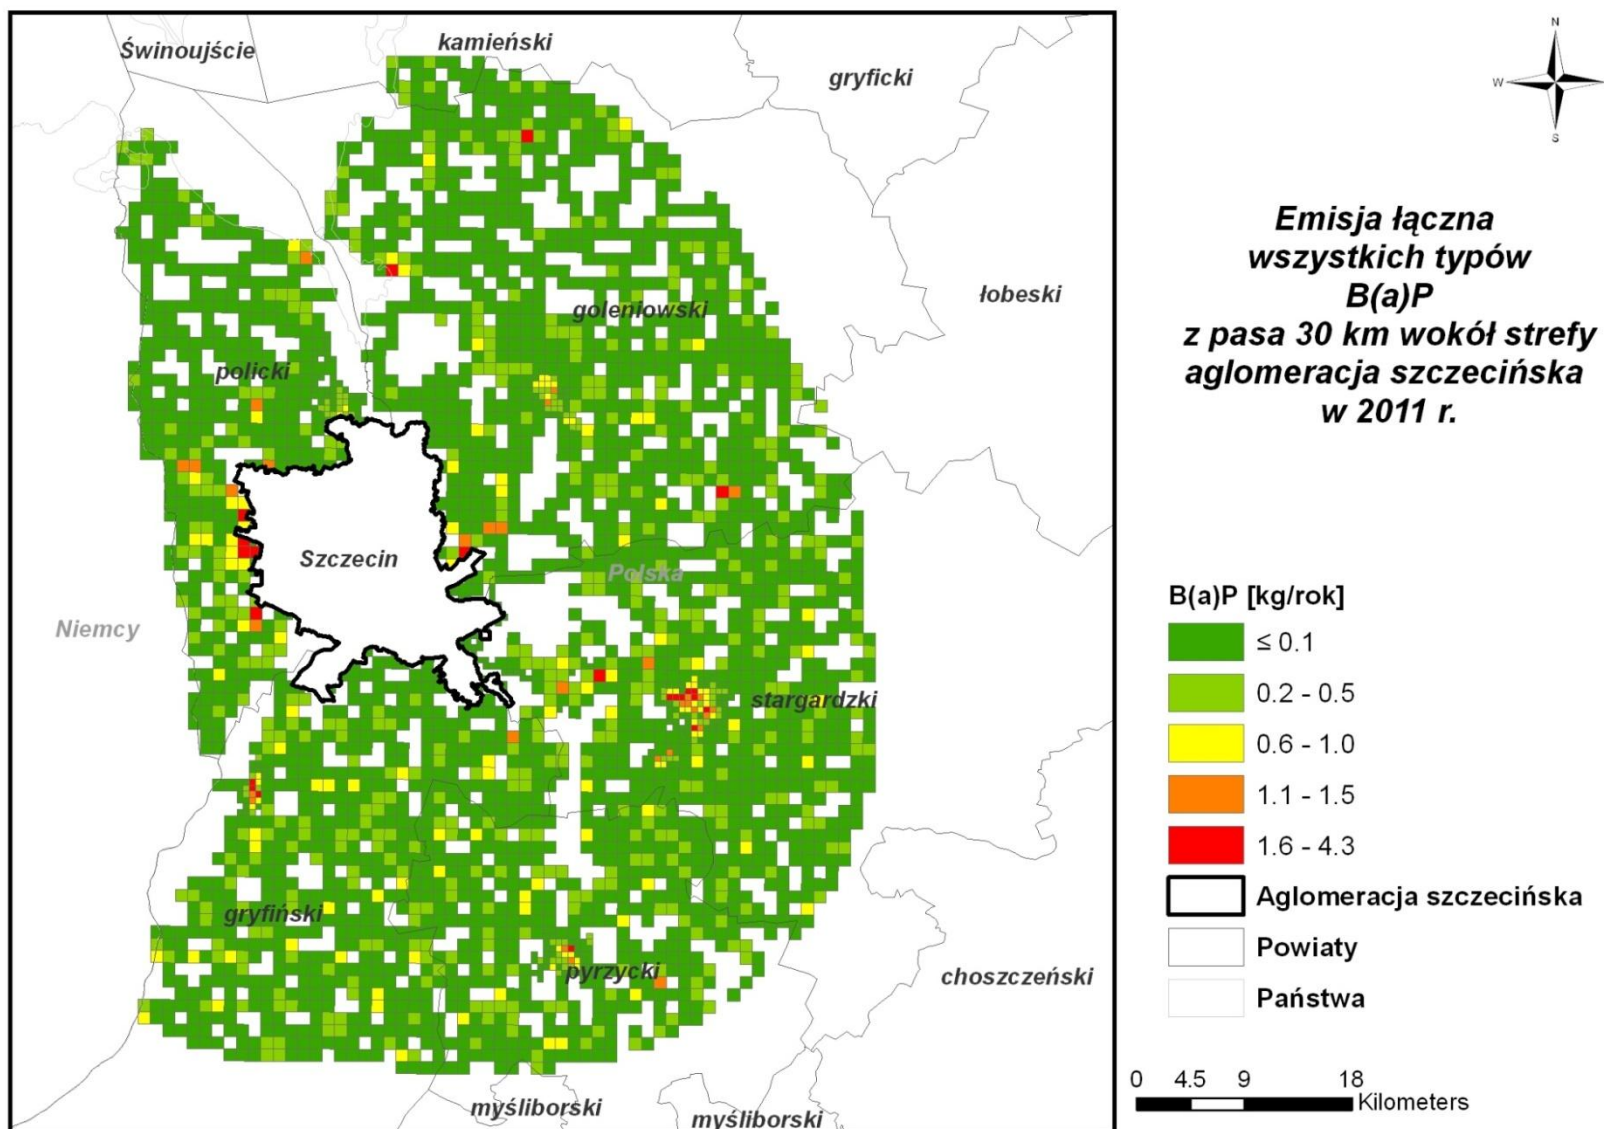 Świnoujście
kamieński
gryficki
łobeski
goleniowski
policki
Szczecin
Polska
Niemcy
stargardzki
gryfiński
pyrzycki
choszczeński
myśliborski
myśliborski
N
W
S
Emisja łączna
wszystkich typów
B(a)P
z pasa 30 km wokół strefy
aglomeracja szczecińska
w 2011 r.
B(a)P [kg/rok]
≤ 0.1
0.2 - 0.5
0.6 - 1.0
1.1 - 1.5
1.6 - 4.3
Aglomeracja szczecińska
Powiaty
Państwa
0 4.5 9 18
Kilometers